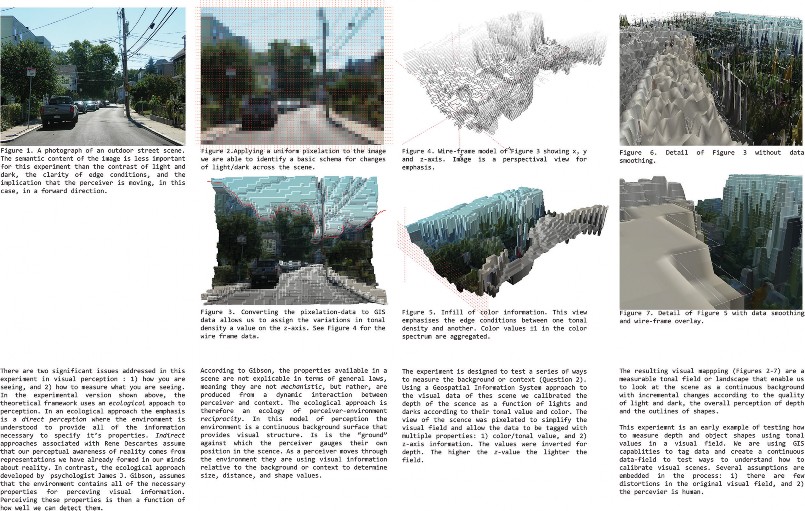 Figure 1. A photograph of an outdoor street scene.
The semantic content of the image is less important
for this experiment than the contrast of light and
dark, the clarity of edge conditions, and the
implication that the perceiver is moving, in this
case, in a forward direction.
Figure 2.Applying a uniform pixelation to the image
we are able to identify a basic schema for changes
of light/dark across the scene.
Figure 3. Converting the pixelation-data to GIS
data allows us to assign the variations in tonal
density a value on the z-axis. See Figure 4 for the
wire frame data.
Figure 4. Wire-frame model of Figure 3 showing x, y
and z-axis. Image is a perspectival view for
emphasis.
Figure 5. Infill of color information. This view
emphasises the edge conditions between one tonal
density and another. Color values ±1 in the color
spectrum are aggregated.
Figure 6. Detail of Figure 3 without data
smoothing.
Figure 7. Detail of Figure 5 with data smoothing
and wire-frame overlay.
There are two significant issues addressed in this
experiment in visual perception : 1) how you are
seeing, and 2) how to measure what you are seeing.
In the experimental version shown above, the
theoretical framework uses an ecological appoach to
perception. In an ecological approach the emphasis
is a direct perception where the environment is
understood to provide all of the information
necessary to specify it's properties. Indirect
approaches associated with Rene Descartes assume
that our perceptual awareness of reality comes from
representations we have already formed in our minds
about reality. In contrast, the ecological approach
developed by psychologist James J. Gibson, assumes
that the environment contains all of the necessary
properties for perceving visual information.
Perceiving these properties is then a function of
how well we can detect them.
According to Gibson, the properties available in a
scene are not explicable in terms of general laws,
meaning they are not mechanistic, but rather, are
produced from a dynamic interaction between
perceiver and context. The ecological approach is
therefore an ecology of perceiver-environment
reciprocity. In this model of perception the
environment is a continuous background surface that
provides visual structure. Is is the "ground"
against which the perceiver gauges their own
position in the scence. As a perceiver moves through
the environment they are using visual information
relative to the background or context to determine
size, distance, and shape values.
The experiment is designed to test a series of ways
to measure the background or context (Question 2).
Using a Geospatial Information System to approach
the visual data of thes scene we calibrated the
depth of the scence as a function of lights and
darks according to their tonal value and color. The
view of the scene was pixelated to simplify the
visual field and allow the data to be tagged with
multiple properties: 1) color/tonal value, and 2)
z-axis information. The values were inverted for
depth. The higher the z-value the lighter the
field.
The resulting visual mapping (Figures 2-7) are a
measurable tonal field or landscape that enable us
to look at the scene as a continuous background
with incremental changes according to the quality
of light and dark, the overall perception of depth
and the outlines of shapes.
This experiemnt is an early example of testing how
to measure depth and object shapes using tonal
values in a visual field. We are using GIS
capablities to tag data and create a continuous
data-field to test ways to understand how to
calibrate visual scenes. Several assumptions are
embedded in the process: 1) there are few
distortions in the original visual field, and 2)
the percevier is human.